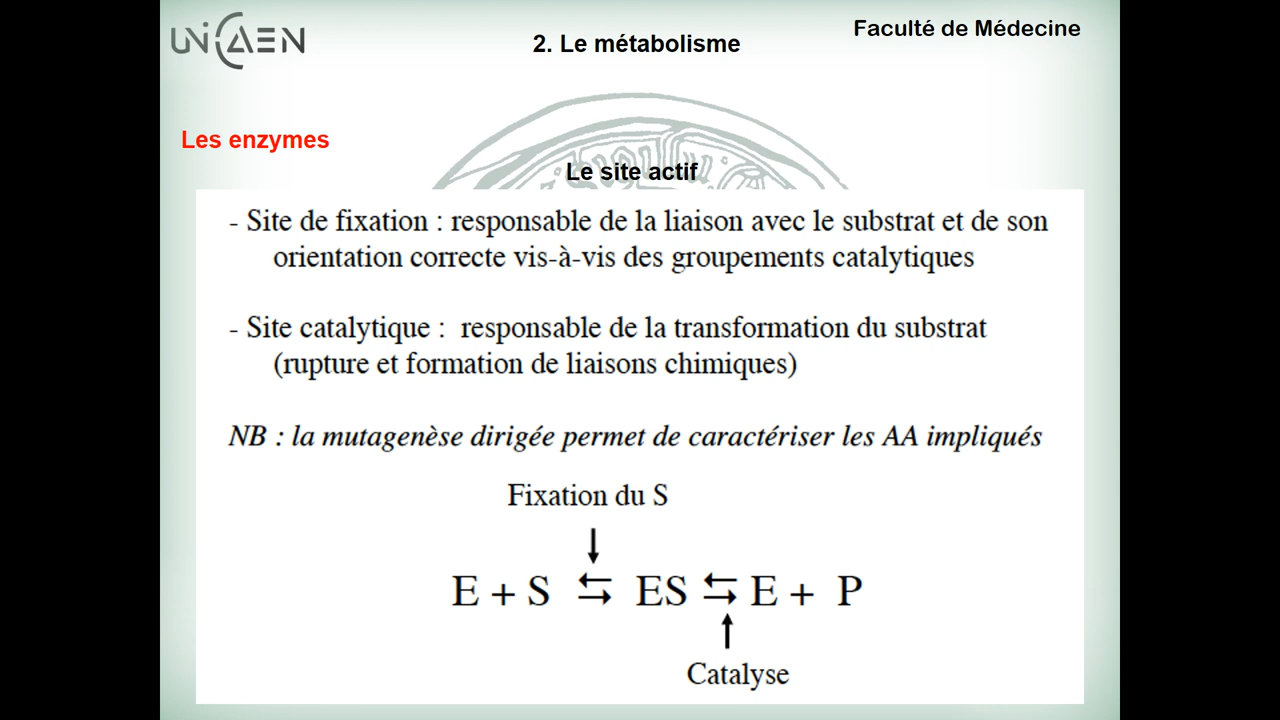 UNICAEN
2. Le métabolisme
Faculté de Médecine
Les enzymes
Le site actif
- Site de fixation : responsable de la liaison avec le substrat et de son
orientation correcte vis-à-vis des groupements catalytiques
- Site catalytique : responsable de la transformation du substrat
(rupture et formation de liaisons chimiques)
NB : la mutagenèse dirigée permet de caractériser les AA impliqués
Fixation du S
E + S ⇆ ES ⇆ E + P
Catalyse